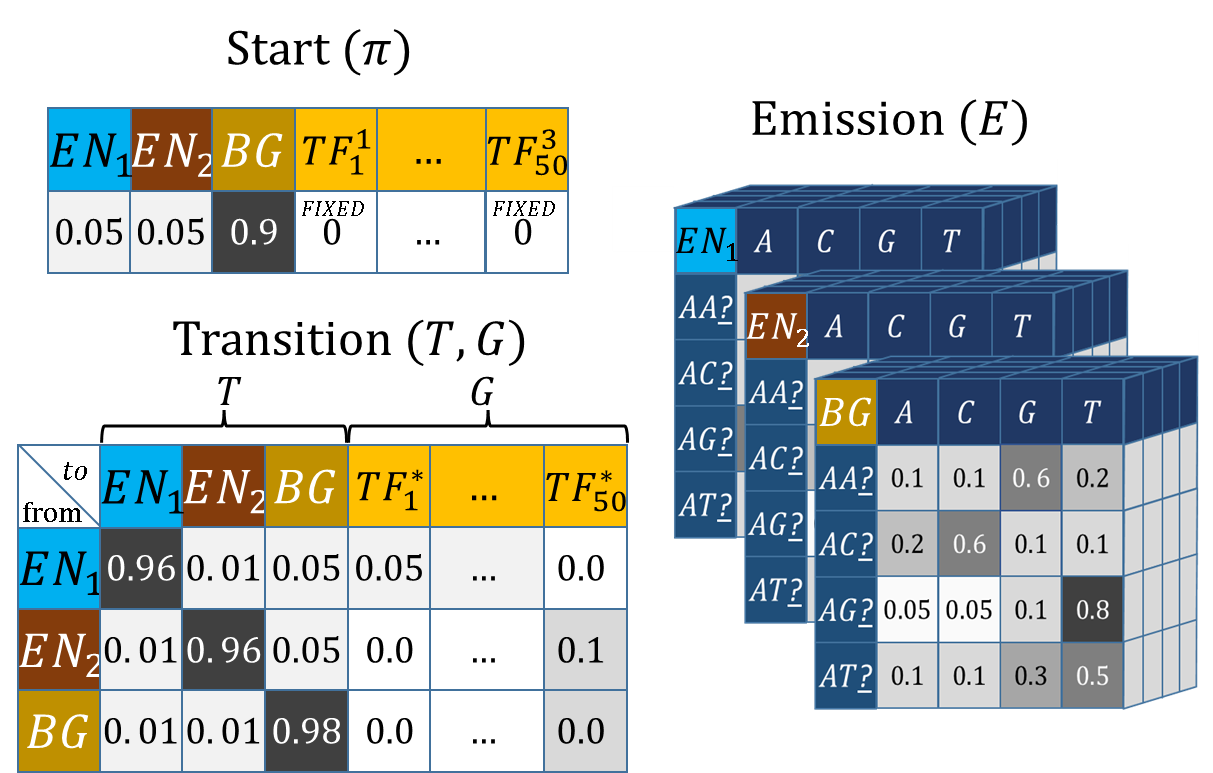 Start (π)
EN₁ EN₂ BG TF₁¹ ... TF₅₀³
0.05 0.05 0.9 FIXED 0 ... FIXED 0
Transition (T, G)
T G
to
from
EN₁ EN₂ BG TF₁* ... TF₅₀*
EN₁ 0.96 0.01 0.05 0.05 ... 0.0
EN₂ 0.01 0.96 0.05 0.0 ... 0.1
BG 0.01 0.01 0.98 0.0 ... 0.0
Emission (E)
EN₁ A C G T
AA?
AC?
AG?
AT?
EN₂ A C G T
AA?
AC?
AG?
AT?
BG A C G T
AA? 0.1 0.1 0.6 0.2
AC? 0.2 0.6 0.1 0.1
AG? 0.05 0.05 0.1 0.8
AT? 0.1 0.1 0.3 0.5